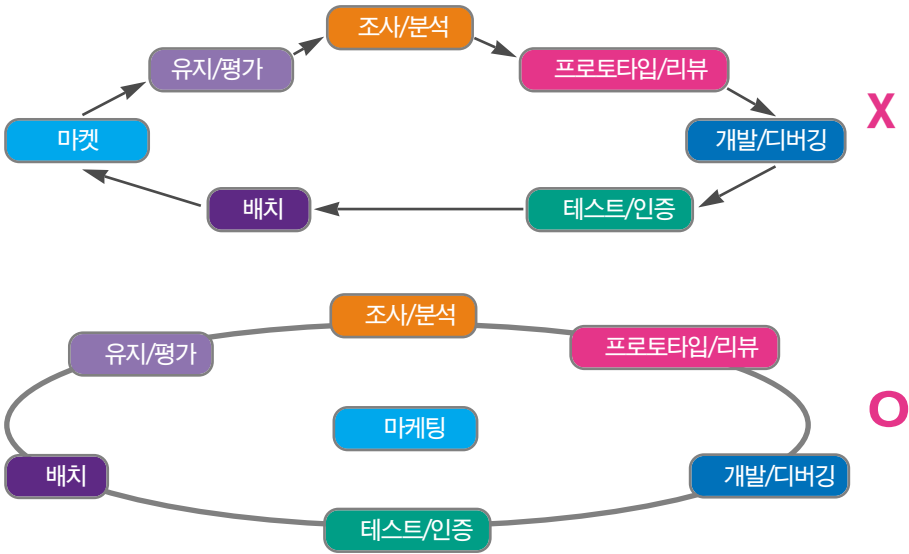 조사/분석
유지/평가
프로토타입/리뷰
X
마켓
개발/디버깅
배치
테스트/인증
조사/분석
유지/평가
프로토타입/리뷰
O
마케팅
배치
개발/디버깅
테스트/인증